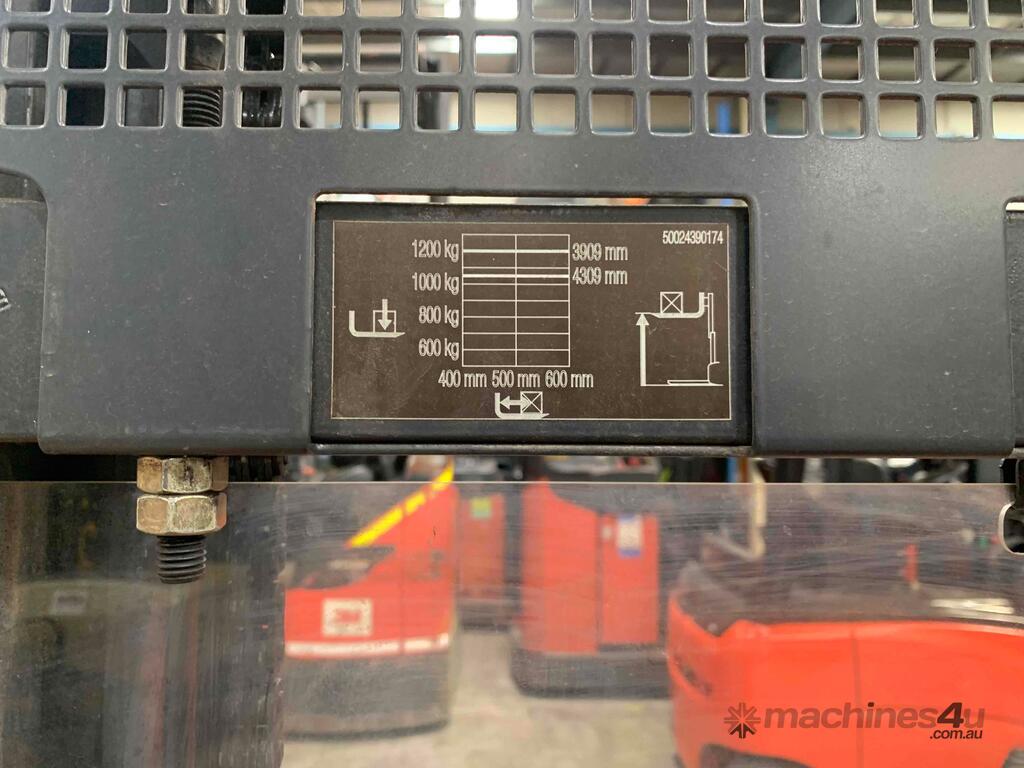 50024390174
1200 kg 3909 mm
1000 kg 4309 mm
800 kg
600 kg
400 mm 500 mm 600 mm
machines4u
.com.au